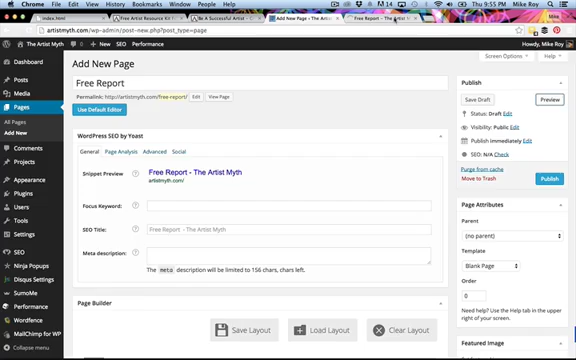 Chrome File Edit View History Bookmarks Window People Help
14 Thu 9:55 PM Mike Roy
index.html
Free Artist Resource Kit
Be A Successful Artist - C
Add New Page ‹ The Artis
Free Report – The Artist M
Mike
artistmyth.com/wp-admin/post-new.php?post_type=page
The Artist Myth
+ New SEO Performance
Howdy, Mike Roy
Dashboard
Posts
Media
Pages
All Pages
Add New
Comments
Projects
Appearance
Plugins
Users
Tools
Settings
SEO
Ninja Popups
Disqus Settings
SumoMe
Performance
Wordfence
MailChimp for WP
Collapse menu
Screen Options
Help
Add New Page
Free Report
Permalink: http://artistmyth.com/free-report/ Edit View Page
Use Default Editor
WordPress SEO by Yoast
General Page Analysis Advanced Social
Snippet Preview
Free Report - The Artist Myth
artistmyth.com/
Focus Keyword:
SEO Title:
Free Report - The Artist Myth
Meta description:
The meta description will be limited to 156 chars, chars left.
Page Builder
Save Layout
Load Layout
Clear Layout
Publish
Save Draft
Preview
Status: Draft Edit
Visibility: Public Edit
Publish immediately Edit
SEO: N/A Check
Purge from cache
Move to Trash
Publish
Page Attributes
Parent
(no parent)
Template
Blank Page
Order
0
Need help? Use the Help tab in the
upper right of your screen.
Featured Image